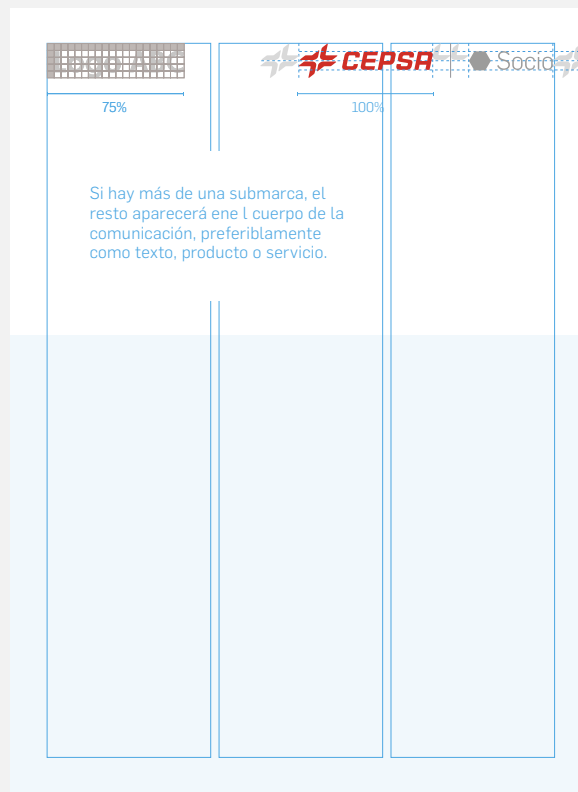 Logo ABC
CEPSA
Socio
75%
100%
Si hay más de una submarca, el
resto aparecerá ene l cuerpo de la
comunicación, preferiblamente
como texto, producto o servicio.